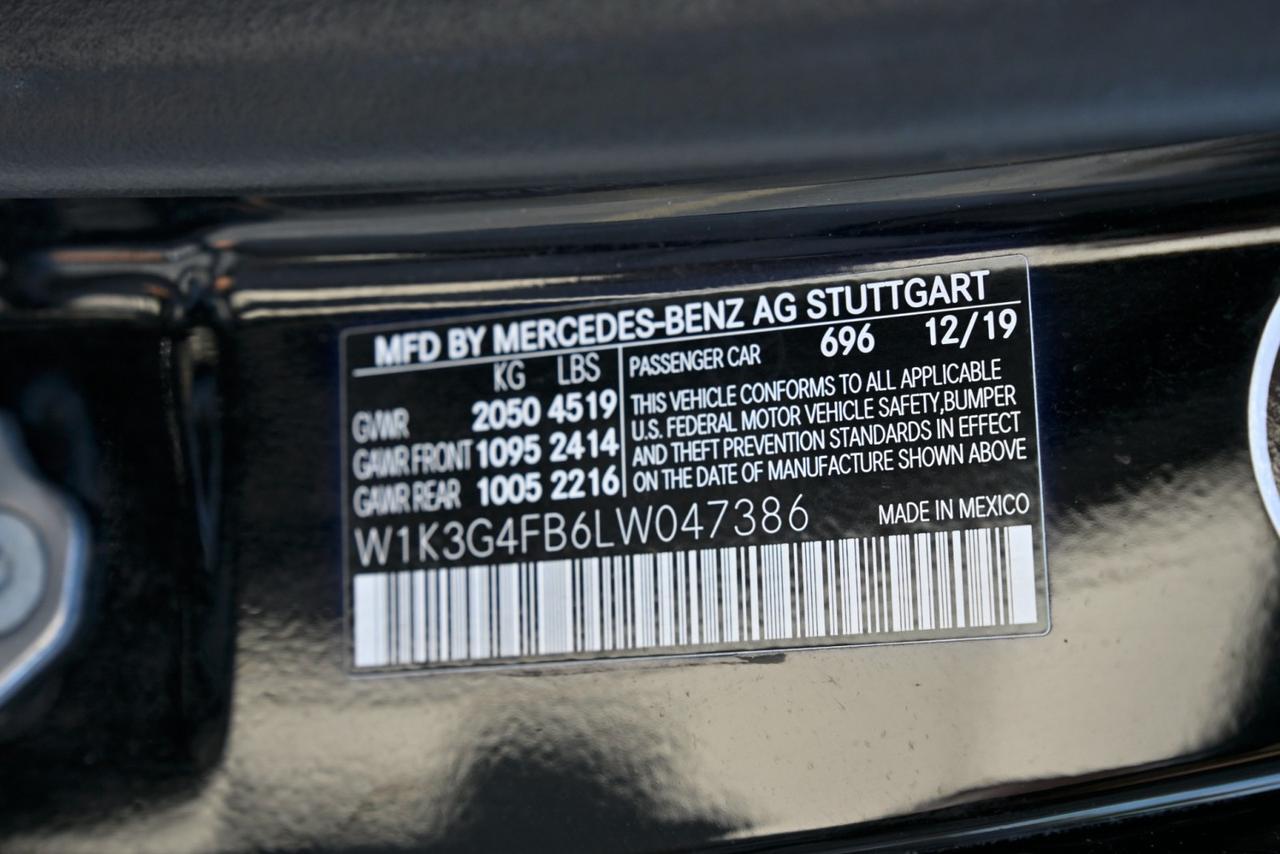 MFD BY MERCEDES-BENZ AG STUTTGART
KG LBS
GVWR 2050 4519
GAWR FRONT 1095 2414
GAWR REAR 1005 2216
PASSENGER CAR 696 12/19
THIS VEHICLE CONFORMS TO ALL APPLICABLE
U.S. FEDERAL MOTOR VEHICLE SAFETY,BUMPER
AND THEFT PREVENTION STANDARDS IN EFFECT
ON THE DATE OF MANUFACTURE SHOWN ABOVE
W1K3G4FB6LW047386 MADE IN MEXICO